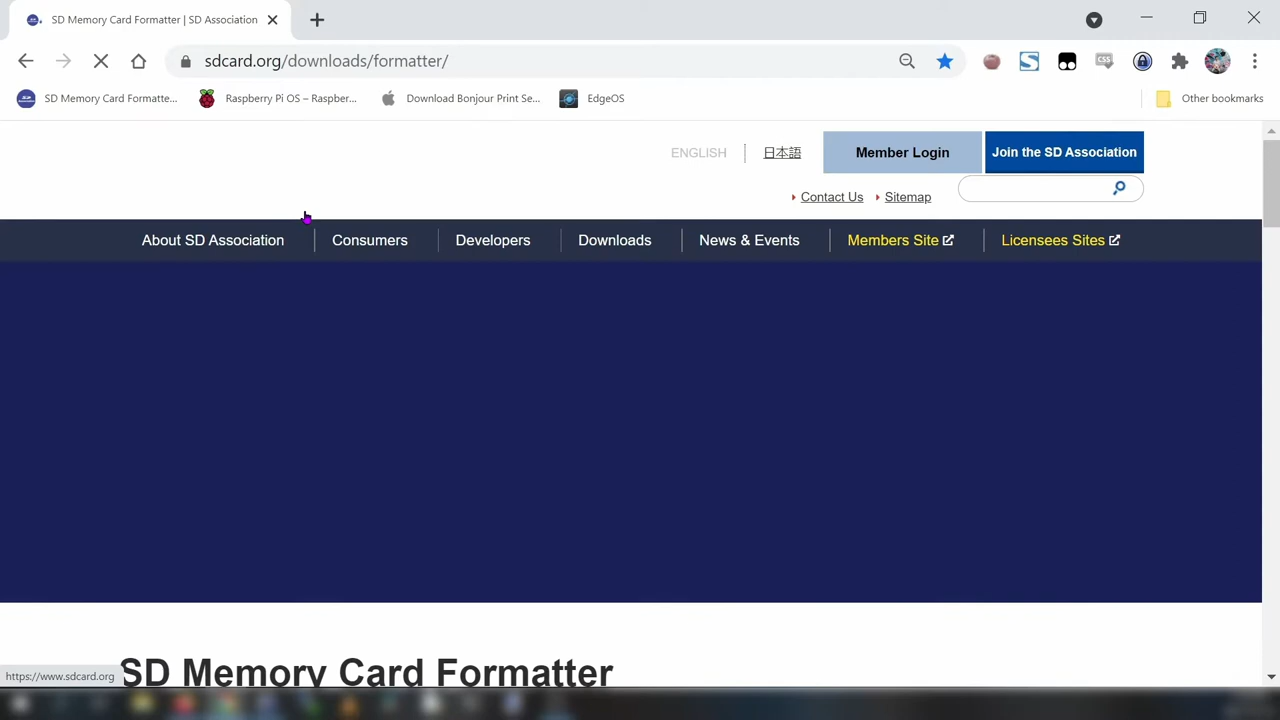 SD Memory Card Formatter | SD Association
sdcard.org/downloads/formatter/
SD Memory Card Formatte...
Raspberry Pi OS – Raspber...
Download Bonjour Print Se...
EdgeOS
Other bookmarks
ENGLISH
日本語
Member Login
Join the SD Association
Contact Us
Sitemap
About SD Association
Consumers
Developers
Downloads
News & Events
Members Site
Licensees Sites
SD Memory Card Formatter
https://www.sdcard.org